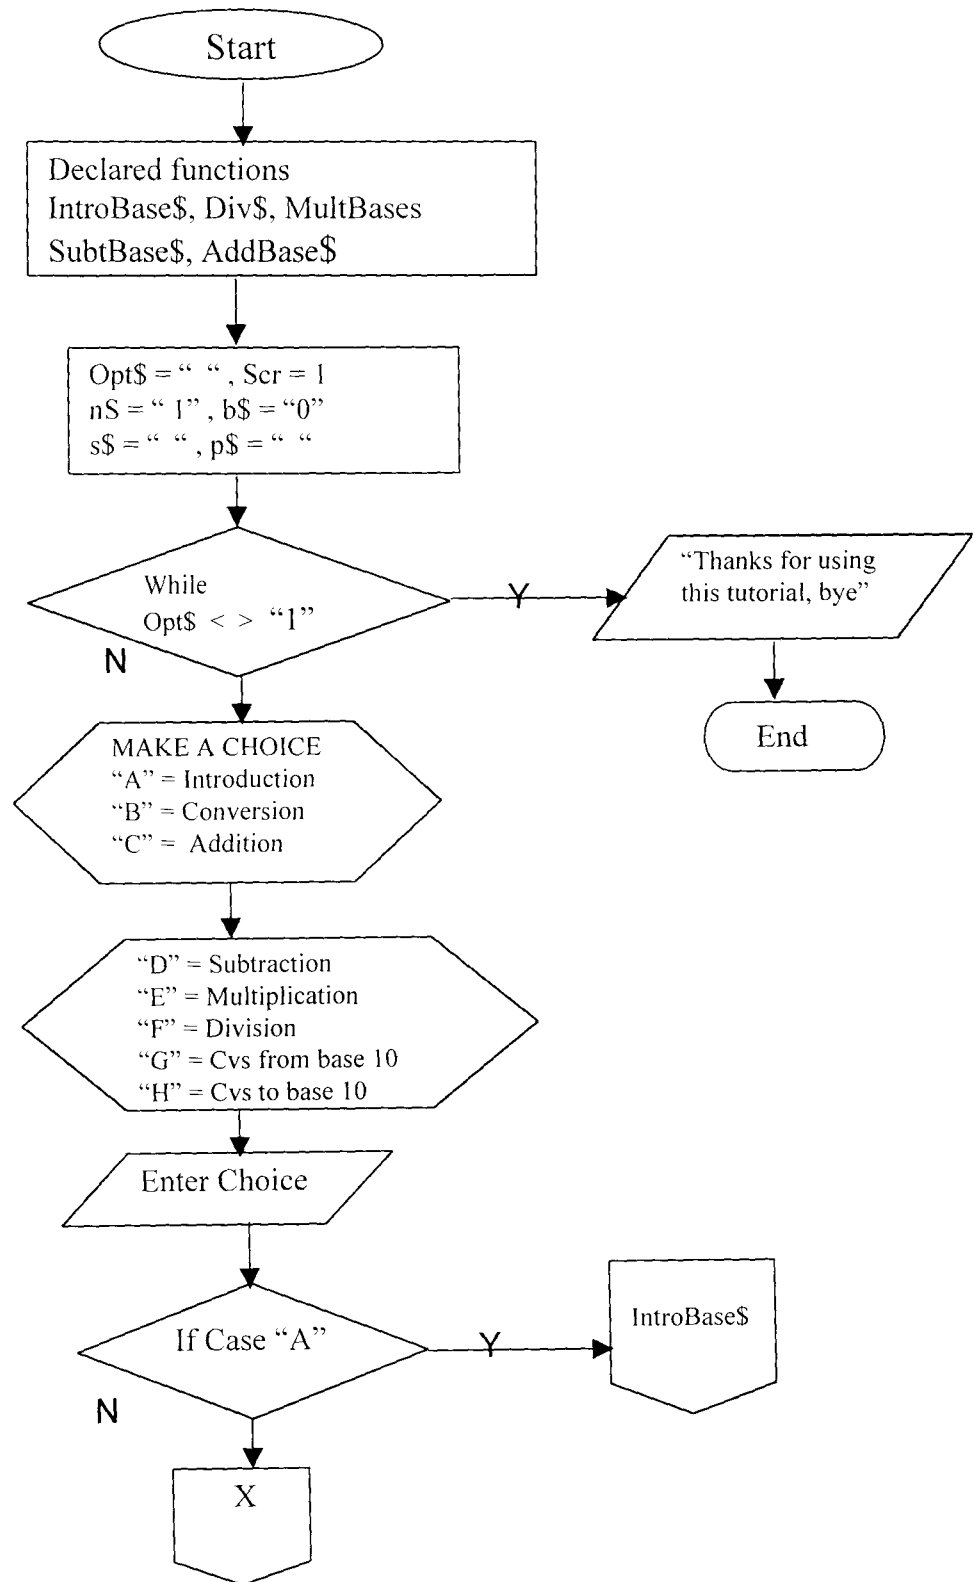 Start
Declared functions
IntroBase$, Div$, MultBases
SubtBase$, AddBase$
Opt$ = “ “ , Scr = 1
nS = “ 1” , b$ = “0”
s$ = “ “ , p$ = “ “
While
Opt$ < > “1”
Y
“Thanks for using
this tutorial, bye”
N
End
MAKE A CHOICE
“A” = Introduction
“B” = Conversion
“C” = Addition
“D” = Subtraction
“E” = Multiplication
“F” = Division
“G” = Cvs from base 10
“H” = Cvs to base 10
Enter Choice
If Case “A”
Y
IntroBase$
N
X